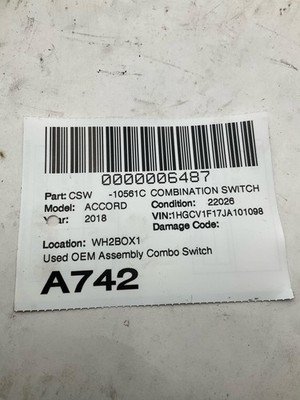 0000006487
Part: CSW -10561C COMBINATION SWITCH
Model: ACCORD Condition: 22026
Year: 2018 VIN:1HGCV1F17JA101098
Damage Code:
Location: WH2BOX1
Used OEM Assembly Combo Switch
A742